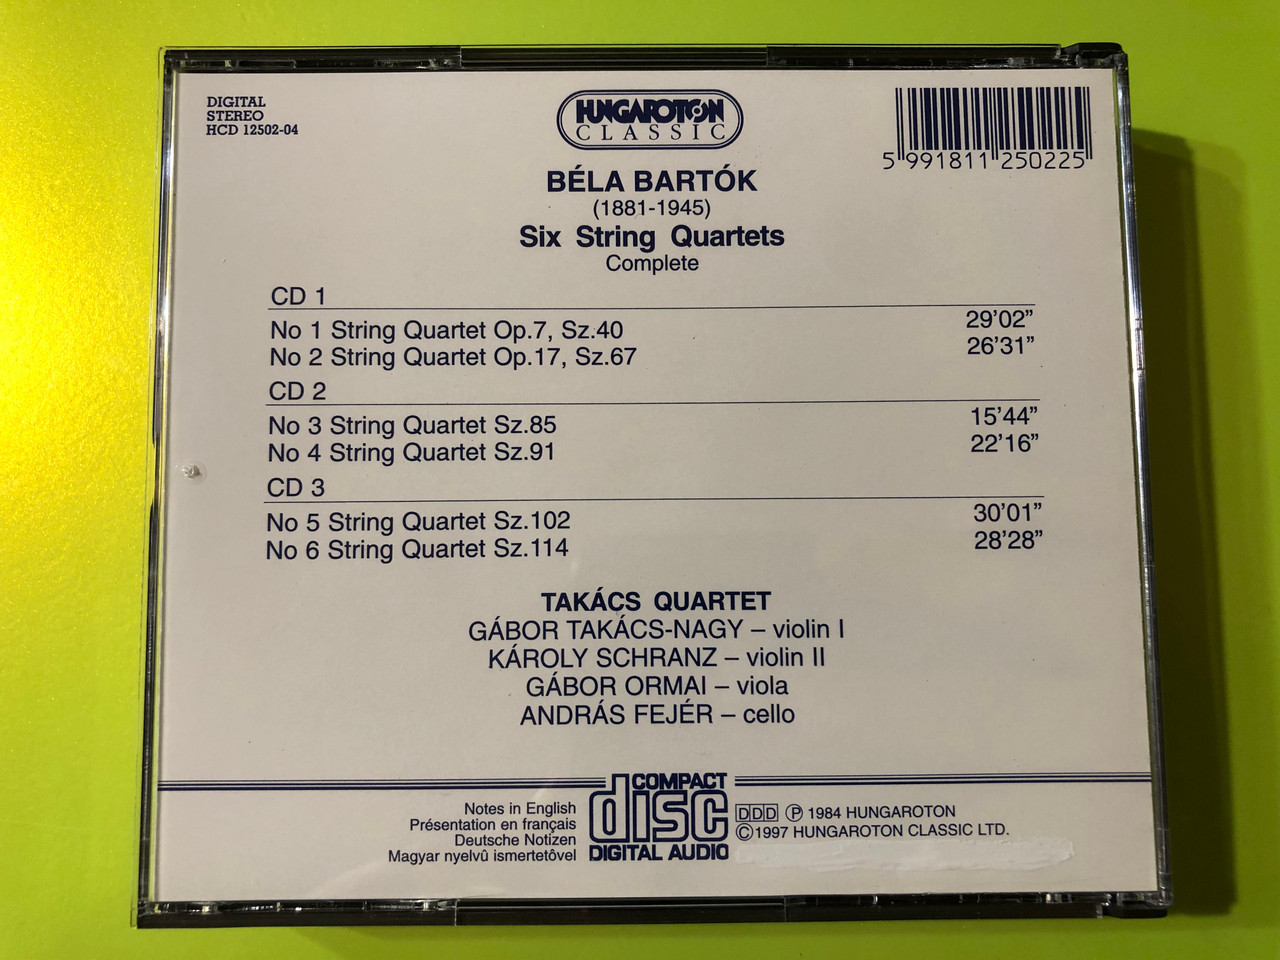 DIGITAL
STEREO
HCD 12502-04
HUNGAROTON
CLASSIC
5 991811 250225
BÉLA BARTÓK
(1881-1945)
Six String Quartets
Complete
CD 1
No 1 String Quartet Op.7, Sz.40 29’02”
No 2 String Quartet Op.17, Sz.67 26’31”
CD 2
No 3 String Quartet Sz.85 15’44”
No 4 String Quartet Sz.91 22’16”
CD 3
No 5 String Quartet Sz.102 30’01”
No 6 String Quartet Sz.114 28’28”
TAKÁCS QUARTET
GÁBOR TAKÁCS-NAGY – violin I
KÁROLY SCHRANZ – violin II
GÁBOR ORMAI – viola
ANDRÁS FEJÉR – cello
Notes in English
Présentation en français
Deutsche Notizen
Magyar nyelvû ismertetôvel
COMPACT
disc
DIGITAL AUDIO
DDD Ⓟ 1984 HUNGAROTON
©1997 HUNGAROTON CLASSIC LTD.